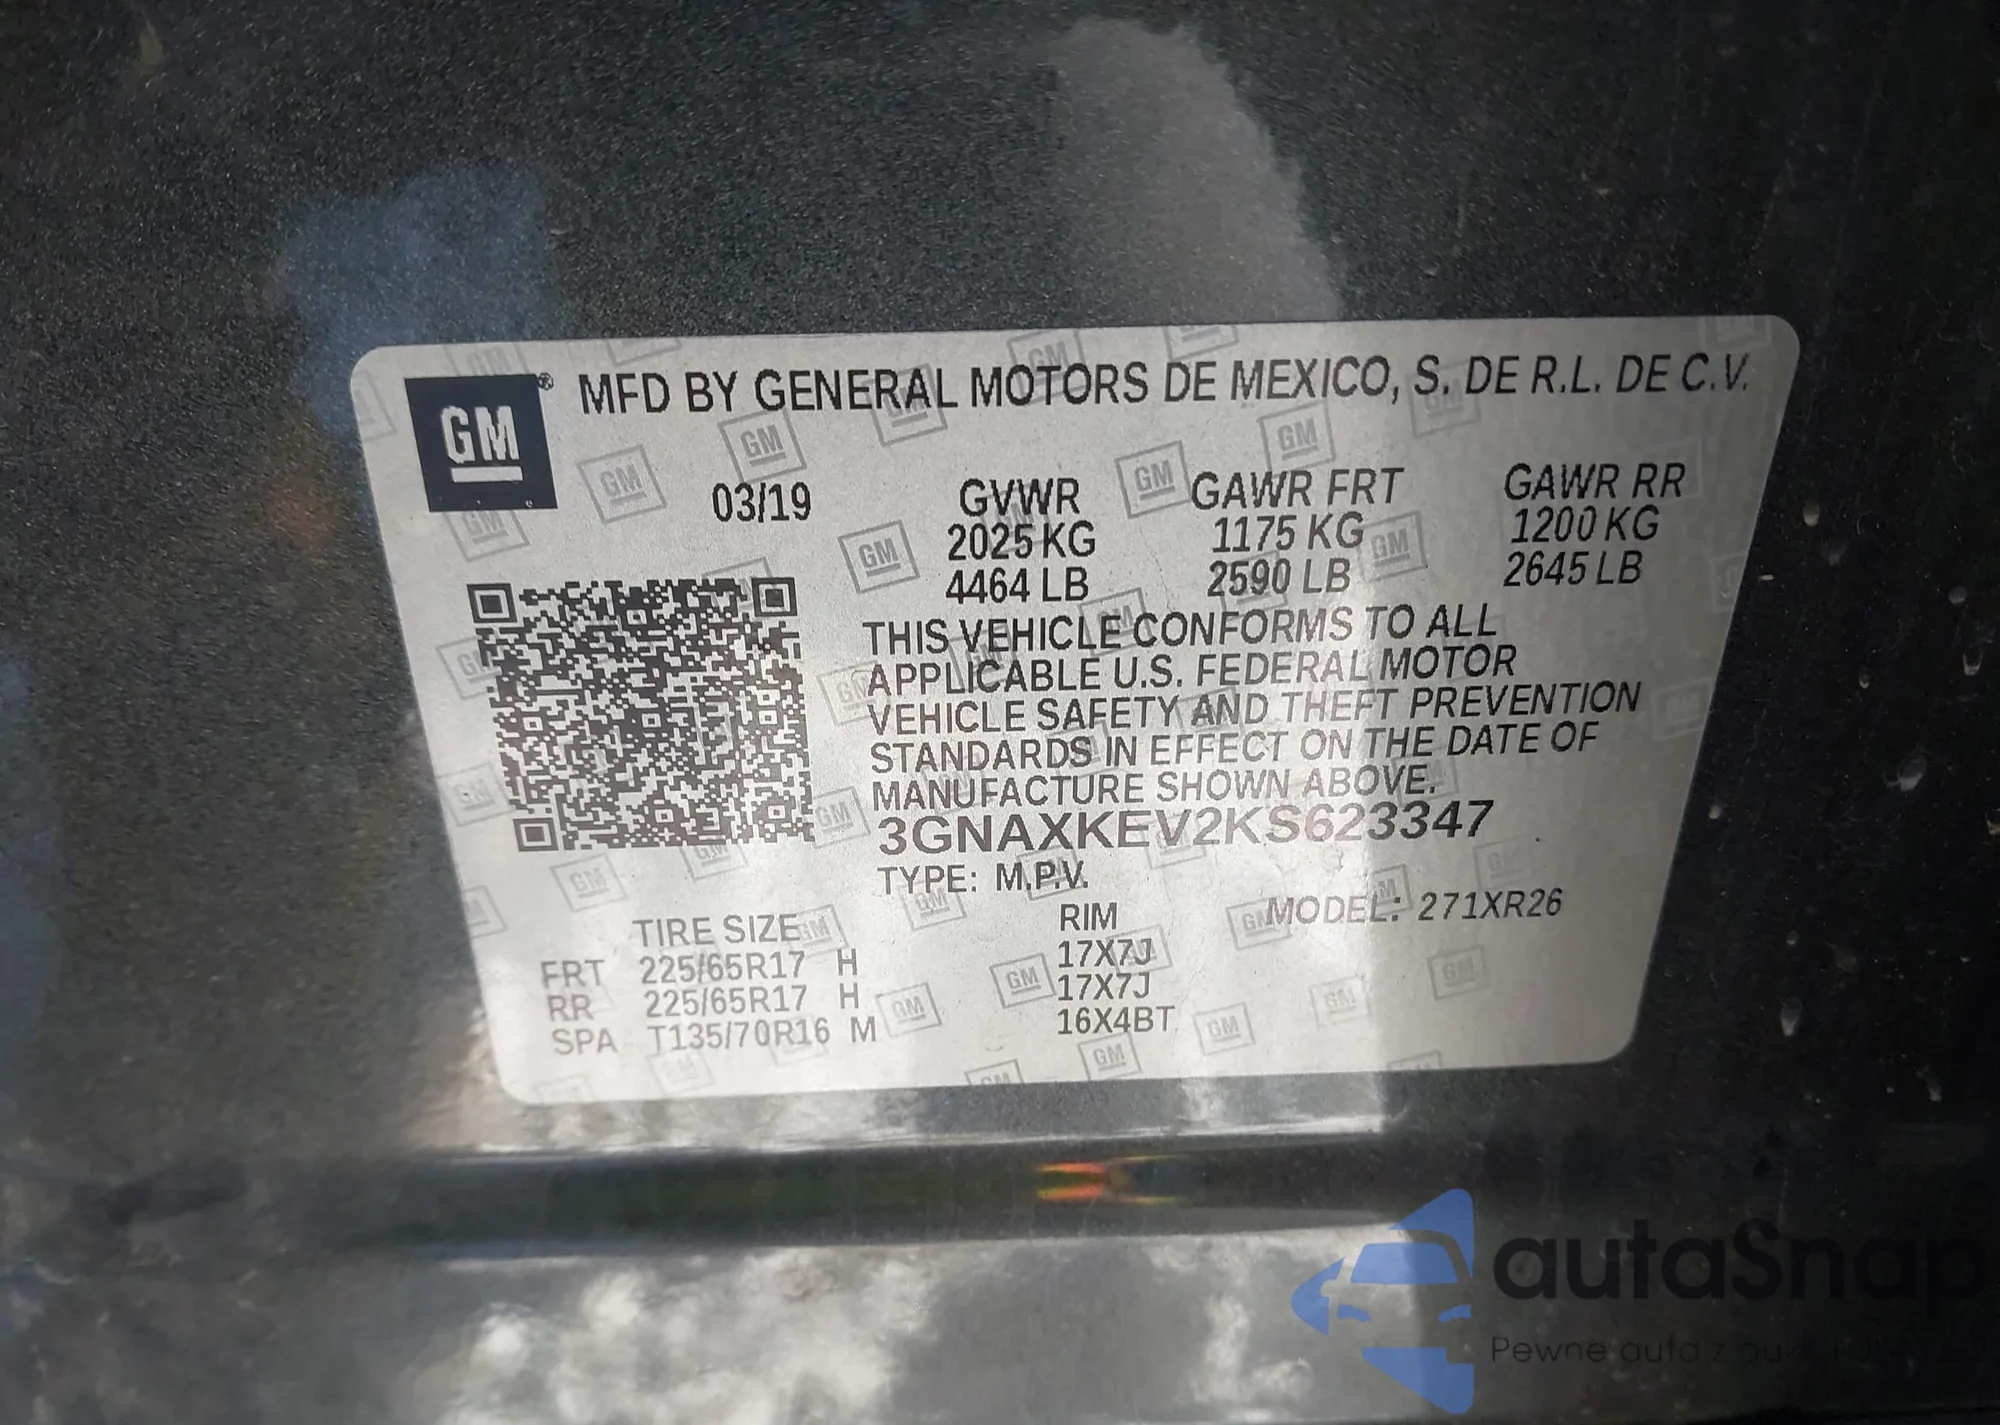 GM® MFD BY GENERAL MOTORS DE MEXICO, S. DE R.L. DE C.V.
03/19 GVWR GAWR FRT GAWR RR
2025 KG 1175 KG 1200 KG
4464 LB 2590 LB 2645 LB
THIS VEHICLE CONFORMS TO ALL
APPLICABLE U.S. FEDERAL MOTOR
VEHICLE SAFETY AND THEFT PREVENTION
STANDARDS IN EFFECT ON THE DATE OF
MANUFACTURE SHOWN ABOVE.
3GNAXKEV2KS623347
TYPE: M.P.V.
TIRE SIZE RIM MODEL: 271XR26
FRT 225/65R17 H 17X7J
RR 225/65R17 H 17X7J
SPA T135/70R16 M 16X4BT
autaSnap
Pewne auta z